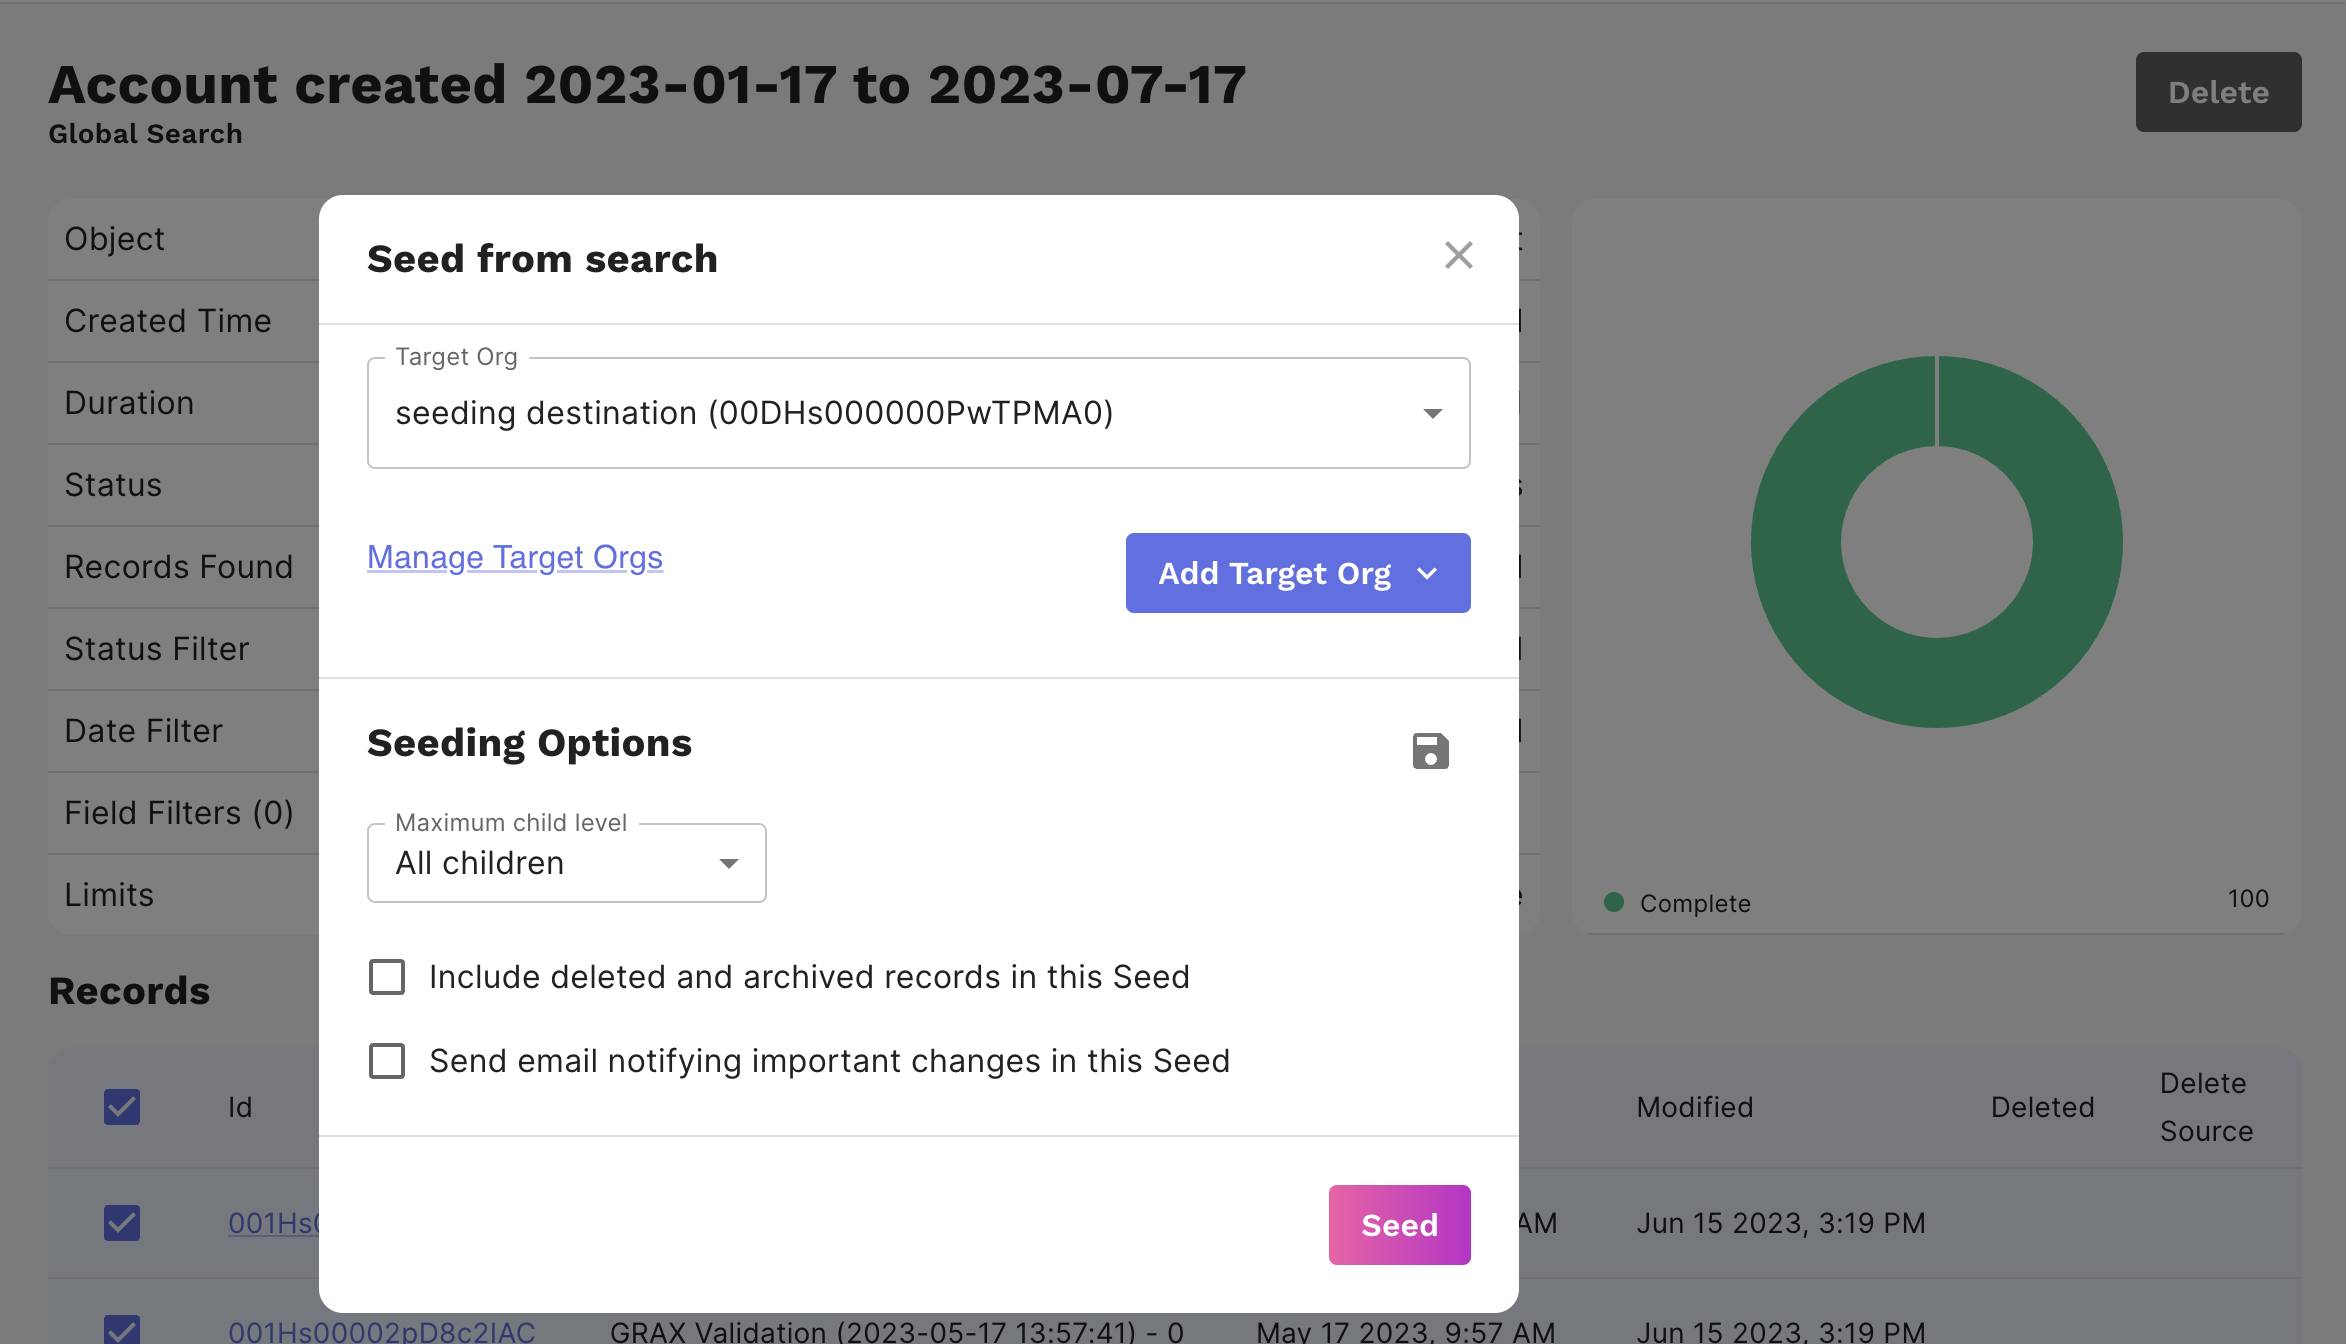 Account created 2023-01-17 to 2023-07-17
Global Search
Delete
Object
Created Time
Duration
Status
Records Found
Status Filter
Date Filter
Field Filters (0)
Limits
Seed from search
Target Org
seeding destination (00DHs000000PwTPMA0)
Manage Target Orgs
Add Target Org
Seeding Options
Maximum child level
All children
Include deleted and archived records in this Seed
Send email notifying important changes in this Seed
Seed
Complete 100
Records
Id Modified Deleted Delete Source
001Hs AM Jun 15 2023, 3:19 PM
001Hs00002pD8c2IAC GRAX Validation (2023-05-17 13:57:41) - 0 May 17 2023, 9:57 AM Jun 15 2023, 3:19 PM